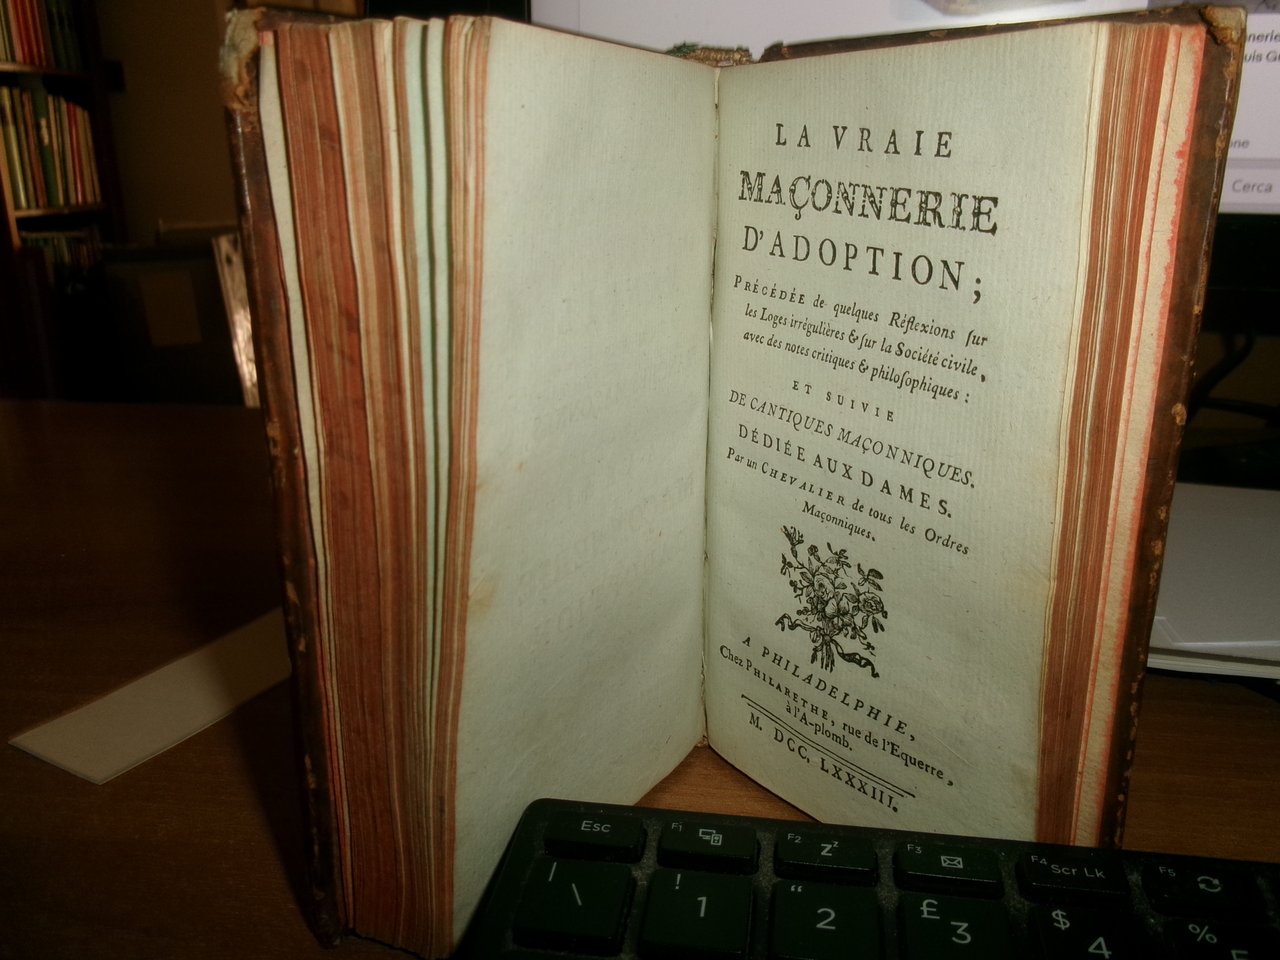 LA VRAIE
MAÇONNERIE
D'ADOPTION;
PRÉCÉDÉE de quelques Réflexions ſur
les Loges irrégulières & ſur la Société civile,
avec des notes critiques & philoſophiques:
ET SUIVIE
DE CANTIQUES MAÇONNIQUES.
DÉDIÉE AUX DAMES.
Par un CHEVALIER de tous les Ordres
Maçonniques.
A PHILADELPHIE,
Chez PHILARETHE, rue de l'Equerre,
à l'A-plomb.
M. DCC. LXXXIII.
Cerca
Esc
F1
F2
zz
F3
F4
Scr Lk
F5
|
\
!
1
"
2
£
3
$
4
%